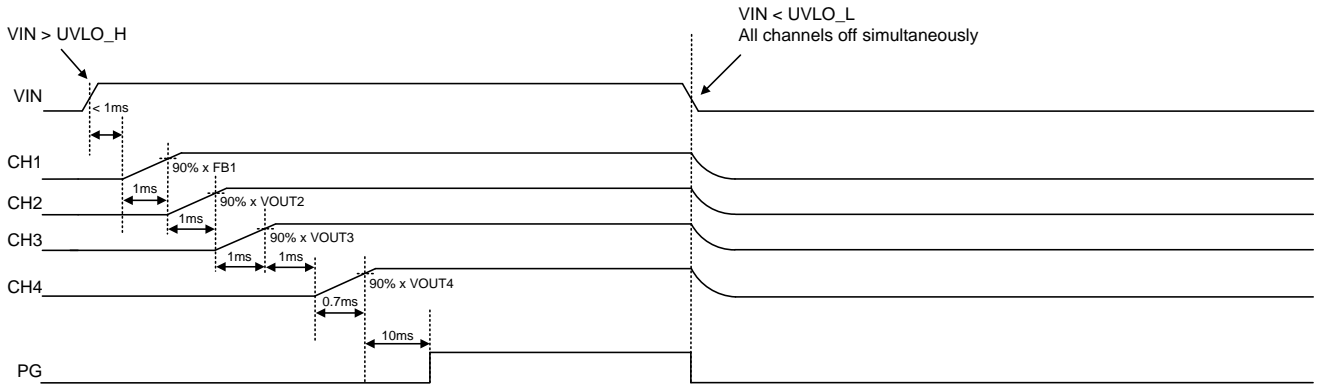 VIN < UVLO_L
All channels off simultaneously
VIN > UVLO_H
VIN
< 1ms
CH1
90% x FB1
1ms
CH2
90% x VOUT2
1ms
CH3
90% x VOUT3
1ms
1ms
CH4
90% x VOUT4
0.7ms
10ms
PG